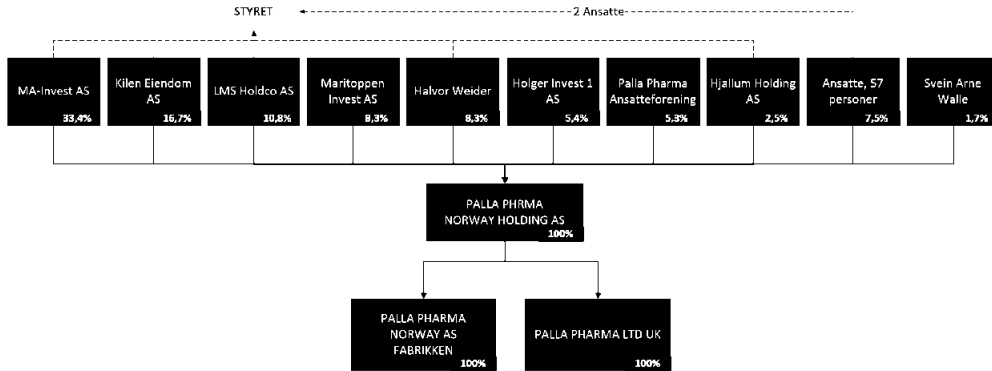 STYRET
2 Ansatte
MA-Invest AS
33,4%
Kilen Eiendom
AS
16,7%
LMS Holdco AS
10,8%
Maritoppen
Invest AS
8,3%
Halvor Weider
8,3%
Holger Invest 1
AS
5,4%
Palla Pharma
Ansatteforening
5,3%
Hjallum Holding
AS
2,5%
Ansatte, 57
personer
7,5%
Svein Arne
Walle
1,7%
PALLA PHRMA
NORWAY HOLDING AS
100%
PALLA PHARMA
NORWAY AS
FABRIKKEN
100%
PALLA PHARMA LTD UK
100%